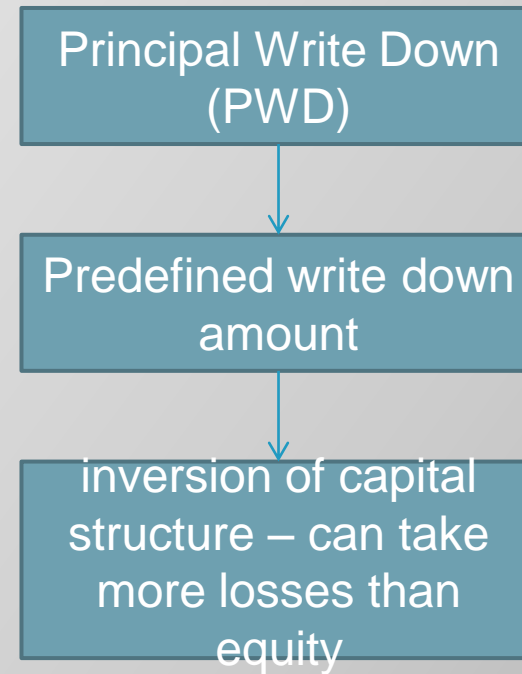 Principal Write Down
(PWD)
Predefined write down
amount
inversion of capital
structure – can take
more losses than
equity